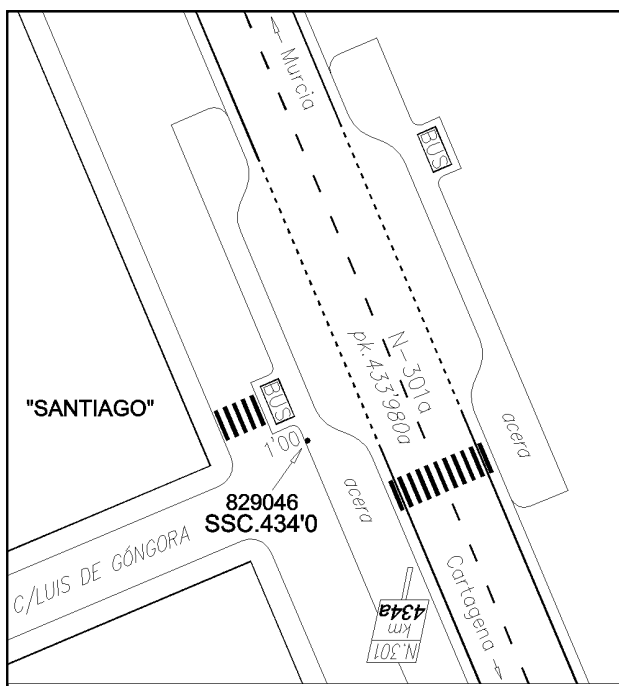 Murcia
BUS
N-301a
pk.433'980a
"SANTIAGO"
BUS
1'00
acera
829046
SSC.434'0
acera
C/LUIS DE GÓNGORA
Cartagena
N.301
km
434a